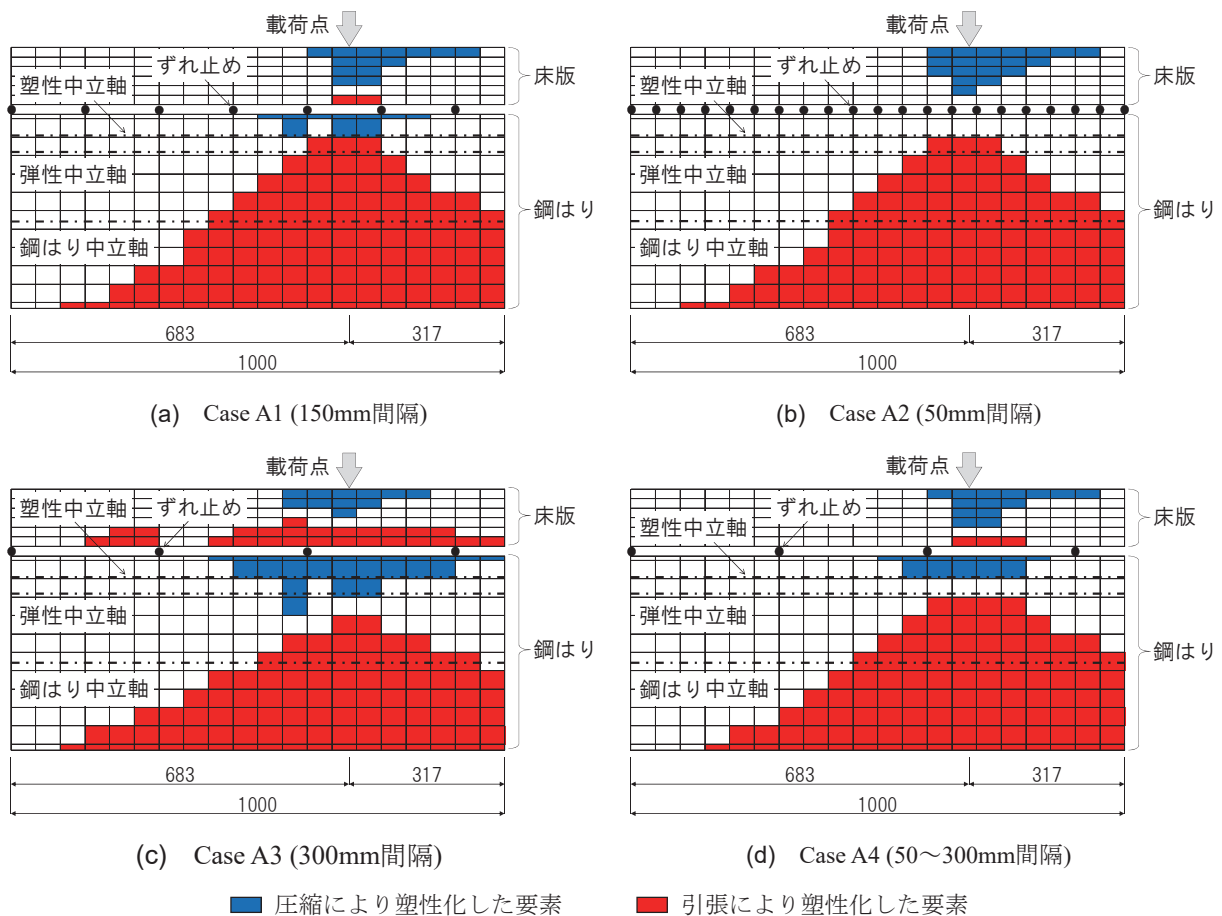 載荷点
ずれ止め
塑性中立軸
床版
弾性中立軸
鋼はり
鋼はり中立軸
683
317
1000
(a) Case A1 (150mm間隔)
載荷点
ずれ止め
塑性中立軸
床版
弾性中立軸
鋼はり
鋼はり中立軸
683
317
1000
(b) Case A2 (50mm間隔)
載荷点
塑性中立軸
ずれ止め
床版
弾性中立軸
鋼はり
鋼はり中立軸
683
317
1000
(c) Case A3 (300mm間隔)
載荷点
塑性中立軸
ずれ止め
床版
弾性中立軸
鋼はり
鋼はり中立軸
683
317
1000
(d) Case A4 (50～300mm間隔)
圧縮により塑性化した要素
引張により塑性化した要素